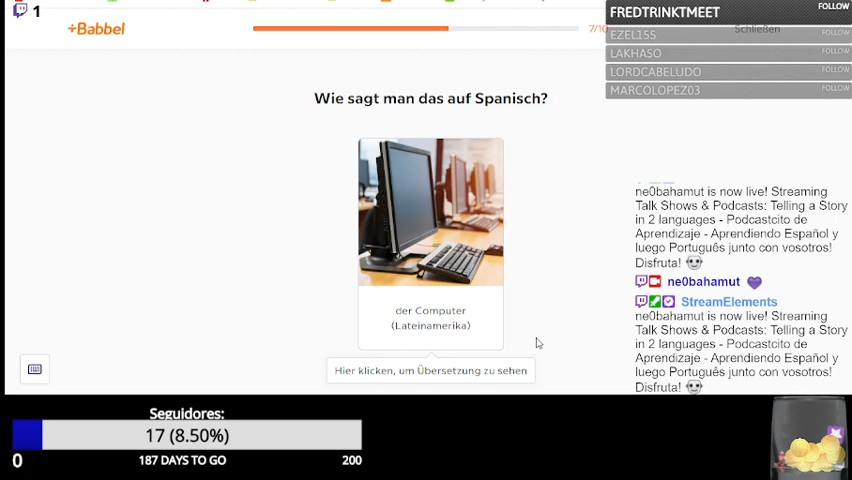 1
+Babbel
7/10
Schließen
FREDTRINKTMEET
FOLLOW
EZEL155
FOLLOW
LAKHASO
FOLLOW
LORDCABELUDO
FOLLOW
MARCOLOPEZ03
FOLLOW
Wie sagt man das auf Spanisch?
der Computer
(Lateinamerika)
Hier klicken, um Übersetzung zu sehen
ne0bahamut is now live! Streaming
Talk Shows & Podcasts: Telling a Story
in 2 languages - Podcastcito de
Aprendizaje - Aprendiendo Español y
luego Português junto con vosotros!
Disfruta!
ne0bahamut
StreamElements
ne0bahamut is now live! Streaming
Talk Shows & Podcasts: Telling a Story
in 2 languages - Podcastcito de
Aprendizaje - Aprendiendo Español y
luego Português junto con vosotros!
Disfruta!
Seguidores:
17 (8.50%)
0
187 DAYS TO GO
200